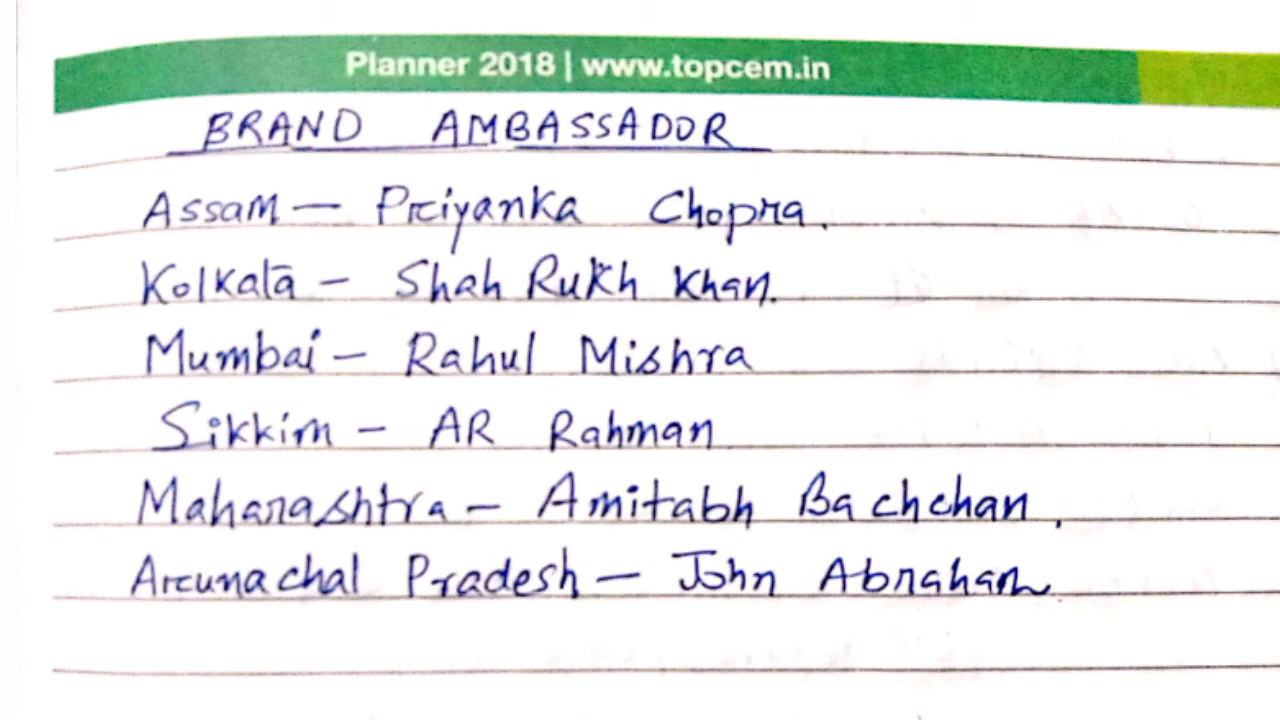 Planner 2018 | www.topcem.in
BRAND AMBASSADOR
Assam — Priyanka Chopra.
Kolkata - Shah Rukh Khan.
Mumbai - Rahul Mishra
Sikkim - AR Rahman
Maharashtra - Amitabh Bachchan.
Arunachal Pradesh - John Abraham